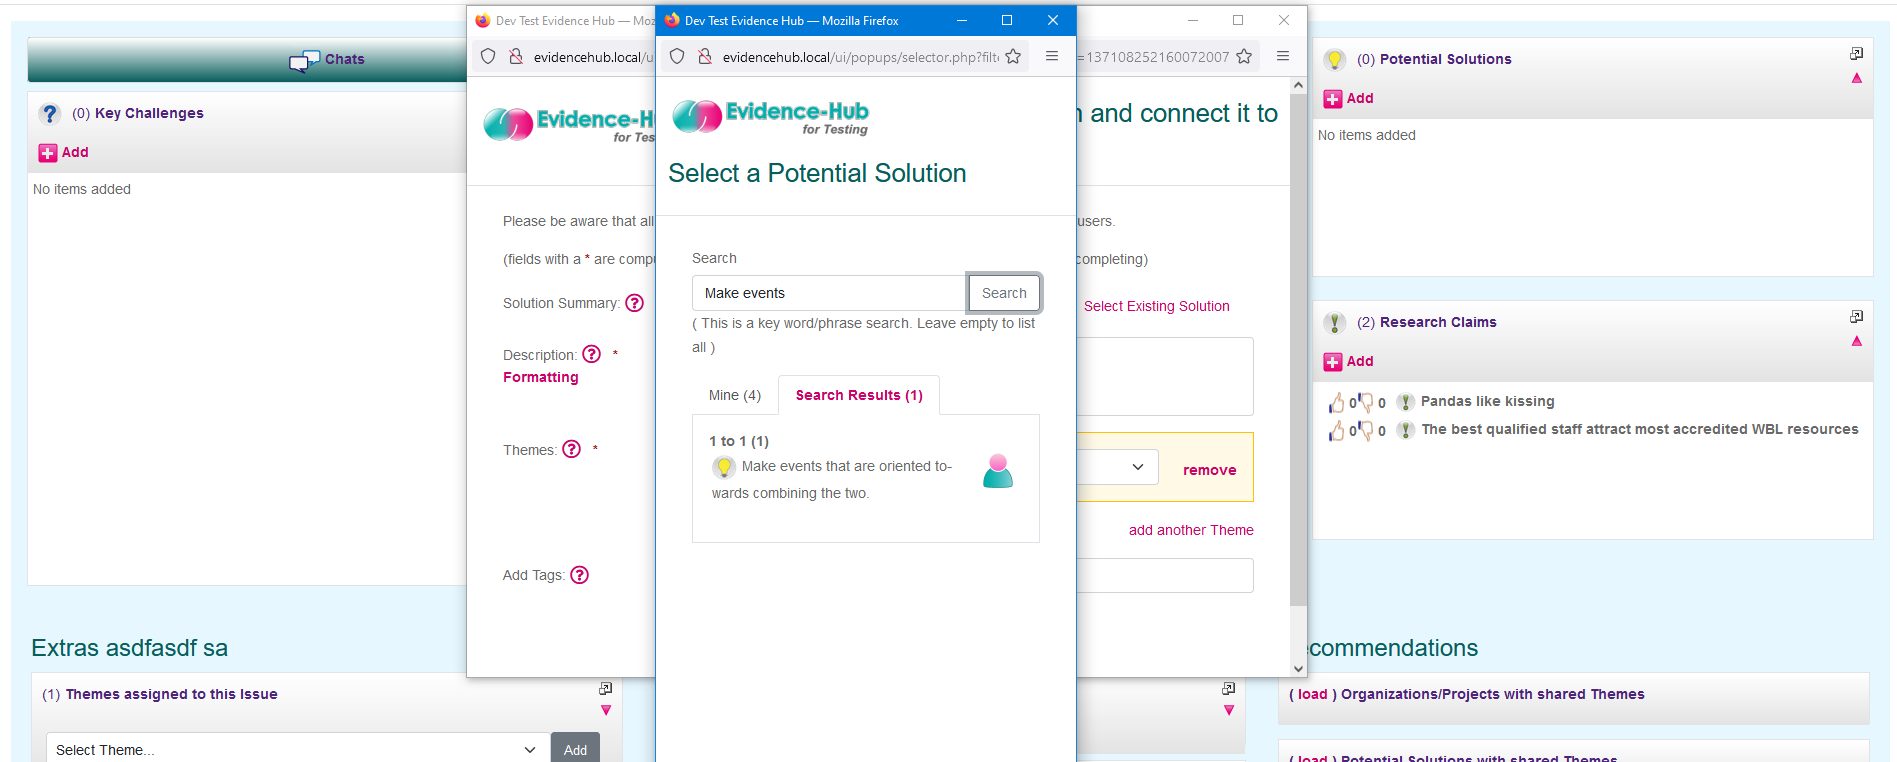 Chats
(0) Key Challenges
Add
No items added
Extras asdfasdf sa
(1) Themes assigned to this Issue
Select Theme...
Add
Dev Test Evidence Hub — Moz
evidencehub.local/u
=137108252160072007
Evidence-Hu
for Tes
n and connect it to
Please be aware that all
users.
(fields with a * are compu
completing)
Solution Summary:
Select Existing Solution
Description: *
Formatting
Themes: *
remove
add another Theme
Add Tags:
Dev Test Evidence Hub — Mozilla Firefox
evidencehub.local/ui/popups/selector.php?filte
Evidence-Hub
for Testing
Select a Potential Solution
Search
Make events
Search
( This is a key word/phrase search. Leave empty to list
all )
Mine (4)
Search Results (1)
1 to 1 (1)
Make events that are oriented to-
wards combining the two.
(0) Potential Solutions
Add
No items added
(2) Research Claims
Add
0 0 Pandas like kissing
0 0 The best qualified staff attract most accredited WBL resources
commendations
( load ) Organizations/Projects with shared Themes
( load ) Potential Solutions with shared Themes